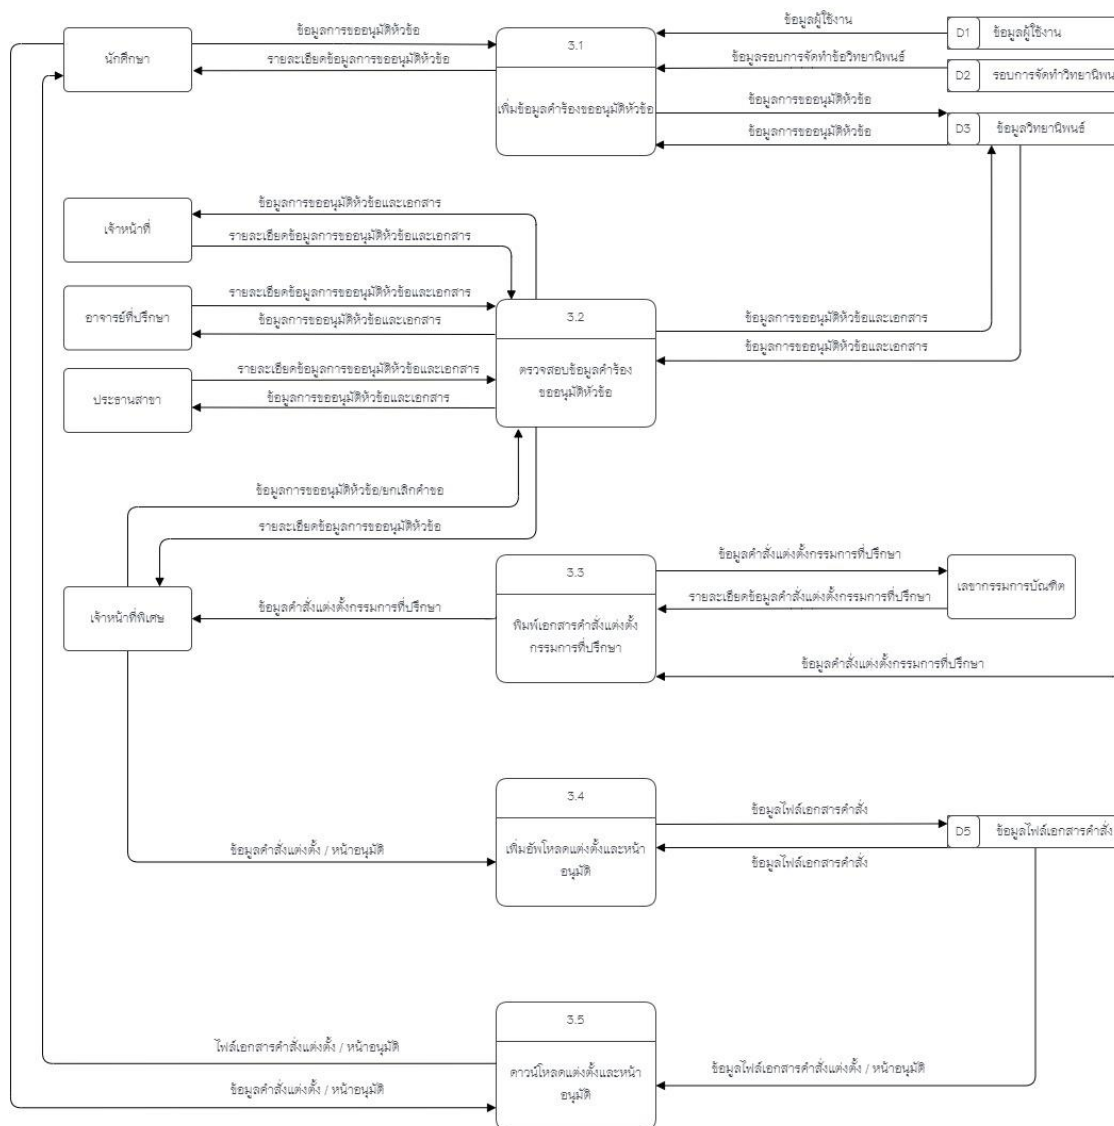 ข้อมูลการขออนุมัติหัวข้อ
ข้อมูลผู้ใช้งาน
D1 ข้อมูลผู้ใช้งาน
นักศึกษา
3.1
รายละเอียดข้อมูลการขออนุมัติหัวข้อ
ข้อมูลรอบการจัดทำข้อวิทยานิพนธ์
D2 รอบการจัดทำวิทยานิพน
เพิ่มข้อมูลคำร้องขออนุมัติหัวข้อ
ข้อมูลการขออนุมัติหัวข้อ
D3 ข้อมูลวิทยานิพนธ์
ข้อมูลการขออนุมัติหัวข้อ
ข้อมูลการขออนุมัติหัวข้อและเอกสาร
เจ้าหน้าที่
รายละเอียดข้อมูลการขออนุมัติหัวข้อและเอกสาร
รายละเอียดข้อมูลการขออนุมัติหัวข้อและเอกสาร
อาจารย์ที่ปรึกษา
ข้อมูลการขออนุมัติหัวข้อและเอกสาร
3.2
ข้อมูลการขออนุมัติหัวข้อและเอกสาร
ข้อมูลการขออนุมัติหัวข้อและเอกสาร
ตรวจสอบข้อมูลคำร้อง
ขออนุมัติหัวข้อ
รายละเอียดข้อมูลการขออนุมัติหัวข้อและเอกสาร
ประธานสาขา
ข้อมูลการขออนุมัติหัวข้อและเอกสาร
ข้อมูลการขออนุมัติหัวข้อ/ยกเลิกคำขอ
รายละเอียดข้อมูลการขออนุมัติหัวข้อ
3.3
ข้อมูลคำสั่งแต่งตั้งกรรมการที่ปรึกษา
เลขากรรมการบัณฑิต
รายละเอียดข้อมูลคำสั่งแต่งตั้งกรรมการที่ปรึกษา
เจ้าหน้าที่พิเศษ
ข้อมูลคำสั่งแต่งตั้งกรรมการที่ปรึกษา
พิมพ์เอกสารคำสั่งแต่งตั้ง
กรรมการที่ปรึกษา
ข้อมูลคำสั่งแต่งตั้งกรรมการที่ปรึกษา
3.4
ข้อมูลไฟล์เอกสารคำสั่ง
D5 ข้อมูลไฟล์เอกสารคำสั่ง
ข้อมูลคำสั่งแต่งตั้ง / หน้าอนุมัติ
เพิ่มอัพโหลดแต่งตั้งและหน้า
อนุมัติ
ข้อมูลไฟล์เอกสารคำสั่ง
3.5
ไฟล์เอกสารคำสั่งแต่งตั้ง / หน้าอนุมัติ
ดาวน์โหลดแต่งตั้งและหน้า
อนุมัติ
ข้อมูลไฟล์เอกสารคำสั่งแต่งตั้ง / หน้าอนุมัติ
ข้อมูลคำสั่งแต่งตั้ง / หน้าอนุมัติ